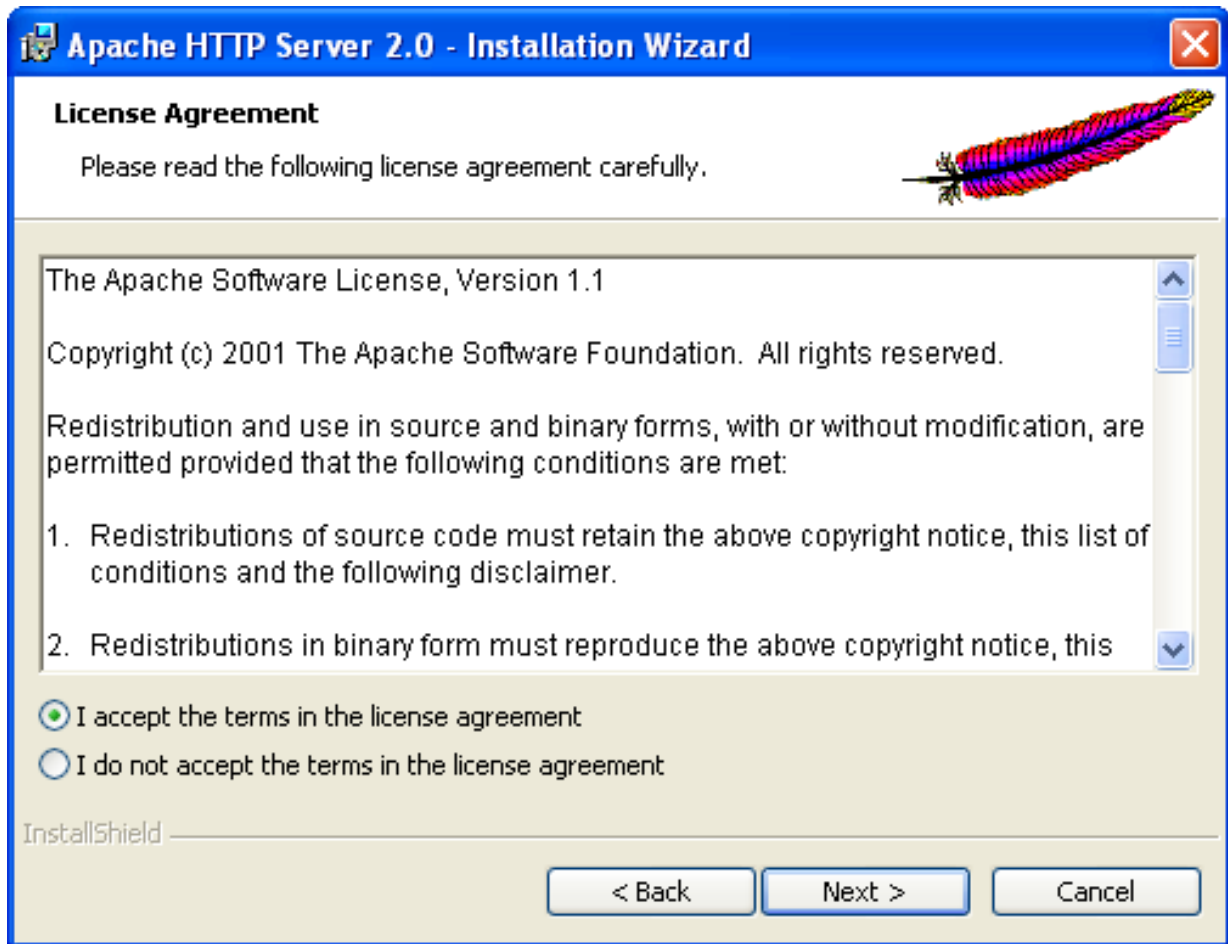 Apache HTTP Server 2.0 - Installation Wizard
License Agreement
Please read the following license agreement carefully.
The Apache Software License, Version 1.1
Copyright (c) 2001 The Apache Software Foundation.  All rights reserved.
Redistribution and use in source and binary forms, with or without modification, are
permitted provided that the following conditions are met:
1. Redistributions of source code must retain the above copyright notice, this list of
conditions and the following disclaimer.
2. Redistributions in binary form must reproduce the above copyright notice, this
I accept the terms in the license agreement
I do not accept the terms in the license agreement
InstallShield
< Back
Next >
Cancel